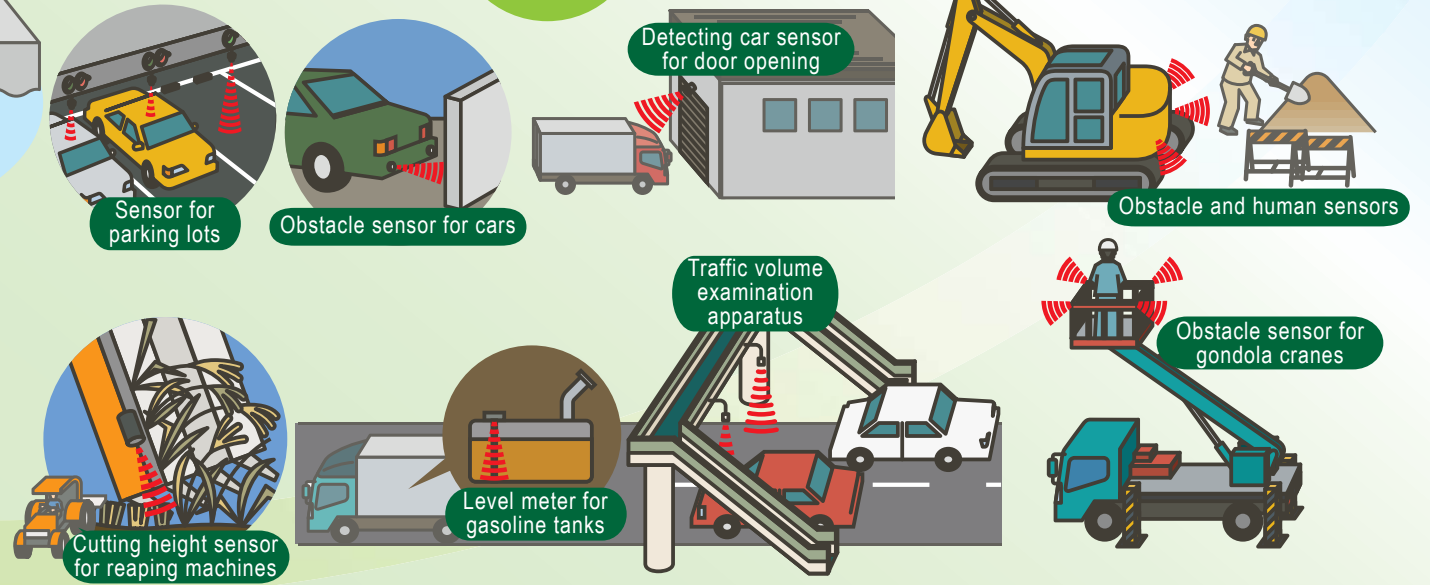 Sensor for
parking lots
Obstacle sensor for cars
Detecting car sensor
for door opening
Obstacle and human sensors
Cutting height sensor
for reaping machines
Level meter for
gasoline tanks
Traffic volume
examination
apparatus
Obstacle sensor for
gondola cranes